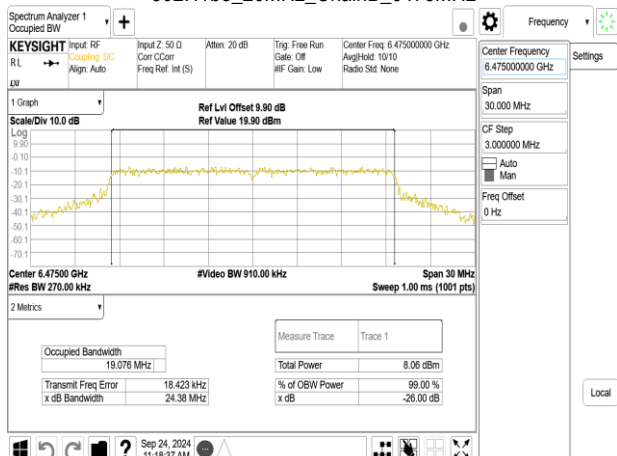 Spectrum Analyzer 1
Occupied BW
Frequency
KEYSIGHT
Input: RF
Coupling: DC
Align: Auto
Input Z: 50 Ω
Corr CCorr
Freq Ref: Int (S)
Atten: 20 dB
Trig: Free Run
Gate: Off
#IF Gain: Low
Center Freq: 6.475000000 GHz
Avg|Hold: 10/10
Radio Std: None
RL
LXI
Center Frequency
6.475000000 GHz
Settings
Span
30.000 MHz
CF Step
3.000000 MHz
Auto
Man
Freq Offset
0 Hz
Local
1 Graph
Scale/Div 10.0 dB
Ref Lvl Offset 9.90 dB
Ref Value 19.90 dBm
Log
9.90
-0.10
-10.1
-20.1
-30.1
-40.1
-50.1
-60.1
-70.1
Center 6.47500 GHz
#Res BW 270.00 kHz
#Video BW 910.00 kHz
Span 30 MHz
Sweep 1.00 ms (1001 pts)
2 Metrics
Measure Trace Trace 1
Occupied Bandwidth
19.076 MHz
Total Power 8.06 dBm
Transmit Freq Error 18.423 kHz
% of OBW Power 99.00 %
x dB Bandwidth 24.38 MHz
x dB -26.00 dB
Sep 24, 2024
11:18:37 AM